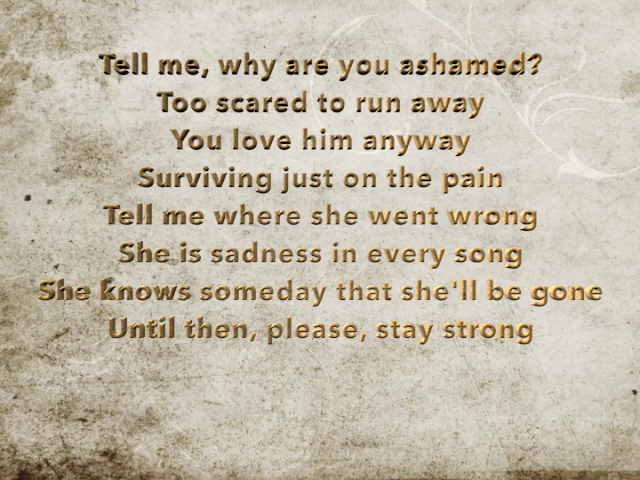 Tell me, why are you ashamed?
Too scared to run away
You love him anyway
Surviving just on the pain
Tell me where she went wrong
She is sadness in every song
She knows someday that she'll be gone
Until then, please, stay strong